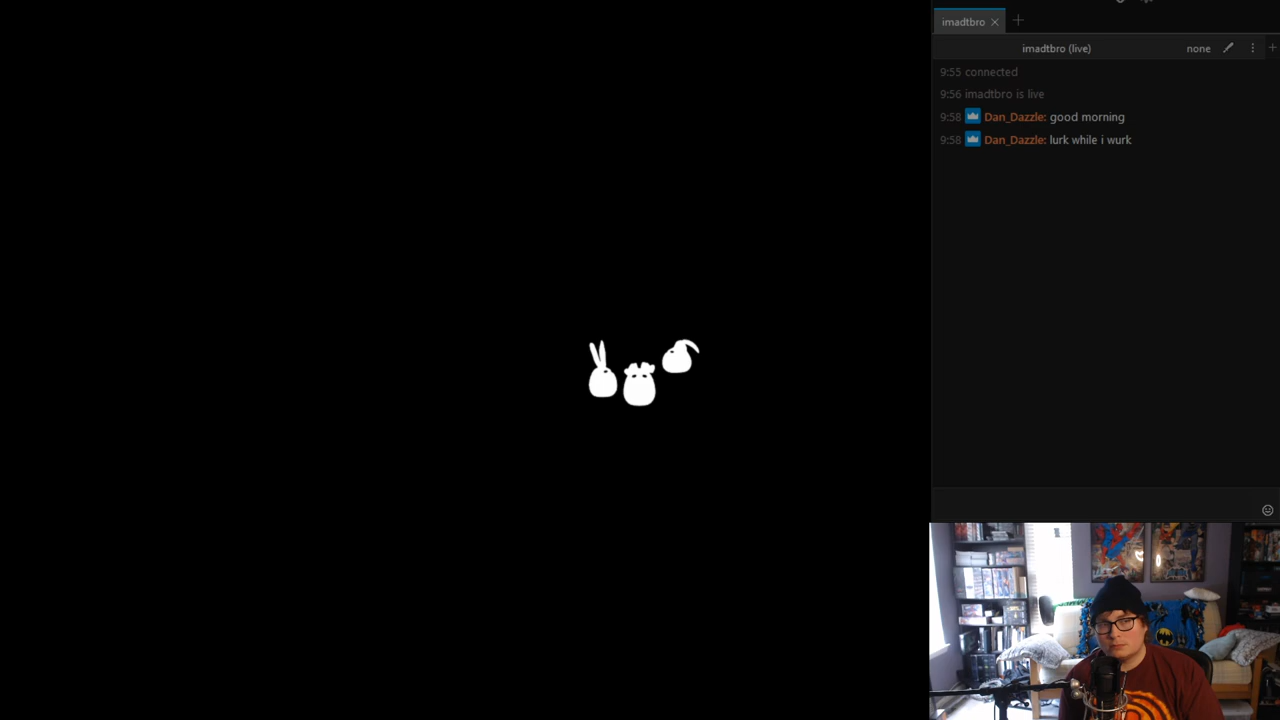 imadtbro
imadtbro (live)
none
9:55 connected
9:56 imadtbro is live
9:58 Dan_Dazzle: good morning
9:58 Dan_Dazzle: lurk while i wurk